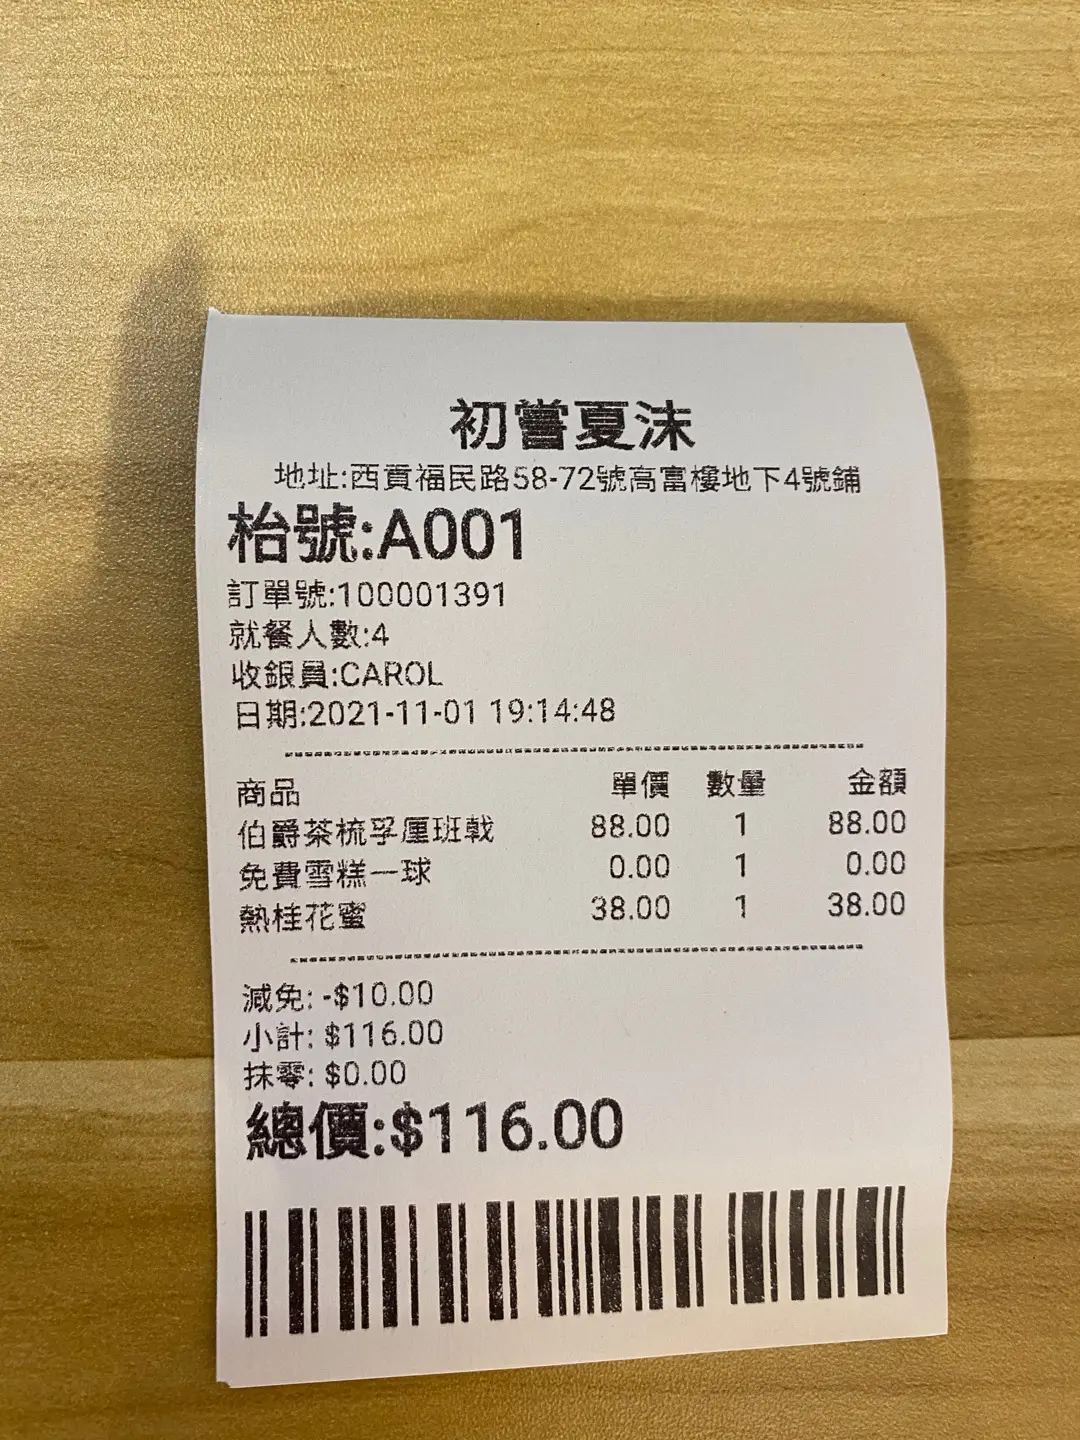 初嘗夏沫
地址:西貢福民路58-72號高富樓地下4號鋪
枱號:A001
訂單號:100001391
就餐人數:4
收銀員:CAROL
日期:2021-11-01 19:14:48
商品 單價 數量 金額
伯爵茶梳孚厘班戟 88.00 1 88.00
免費雪糕一球 0.00 1 0.00
熱桂花蜜 38.00 1 38.00
減免: -$10.00
小計: $116.00
抹零: $0.00
總價:$116.00